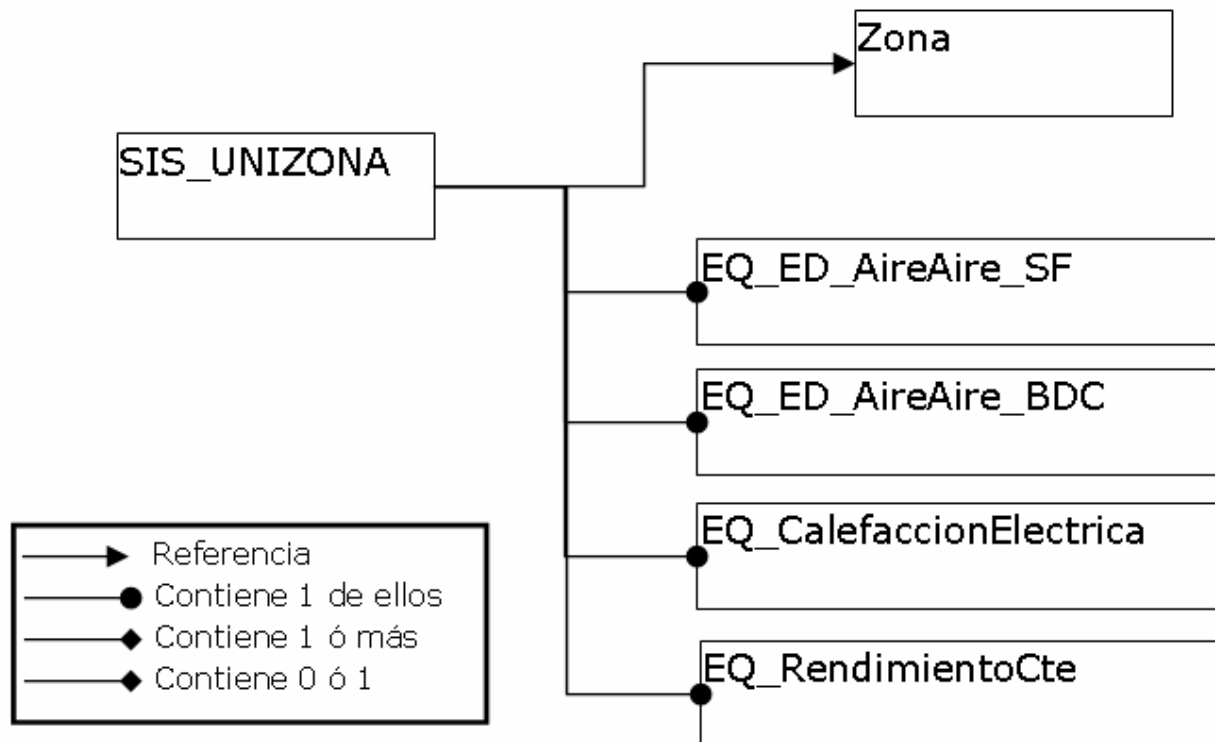 Zona
SIS_UNIZONA
EQ_ED_AireAire_SF
EQ_ED_AireAire_BDC
EQ_CalefaccionElectrica
EQ_RendimientoCte
Referencia
Contiene 1 de ellos
Contiene 1 ó más
Contiene 0 ó 1